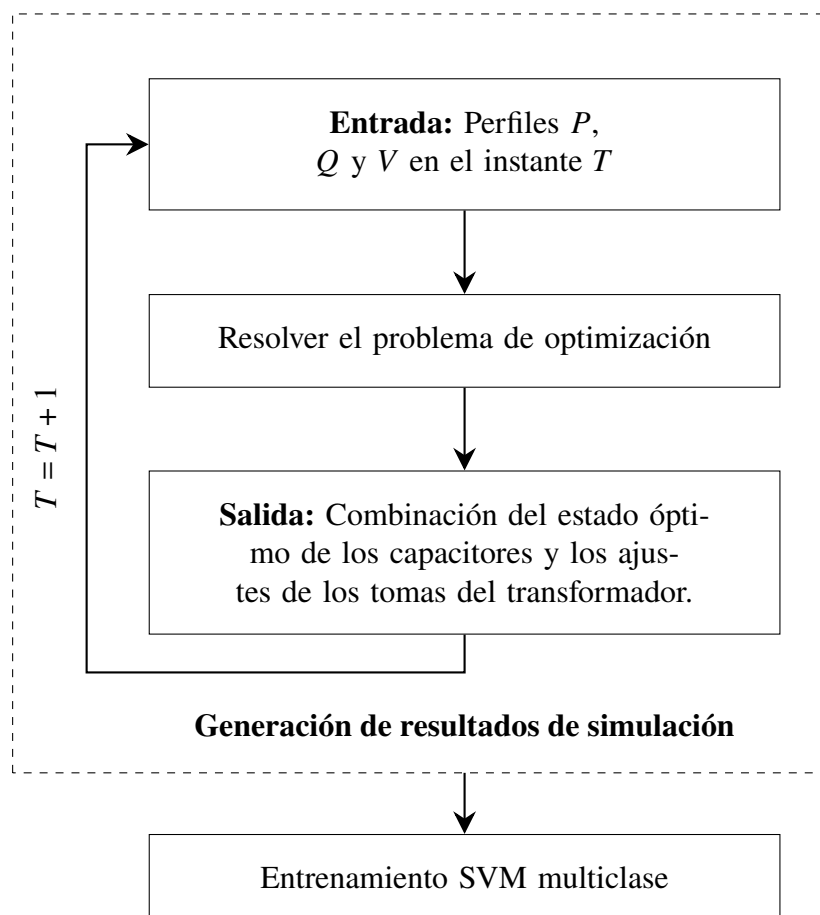 Entrada: Perfiles P,
Q y V en el instante T
Resolver el problema de optimización
T = T + 1
Salida: Combinación del estado ópti-
mo de los capacitores y los ajus-
tes de los tomas del transformador.
Generación de resultados de simulación
Entrenamiento SVM multiclase